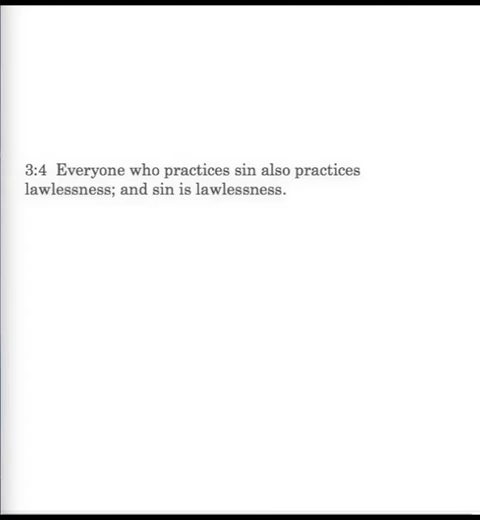 3:4 Everyone who practices sin also practices
lawlessness; and sin is lawlessness.